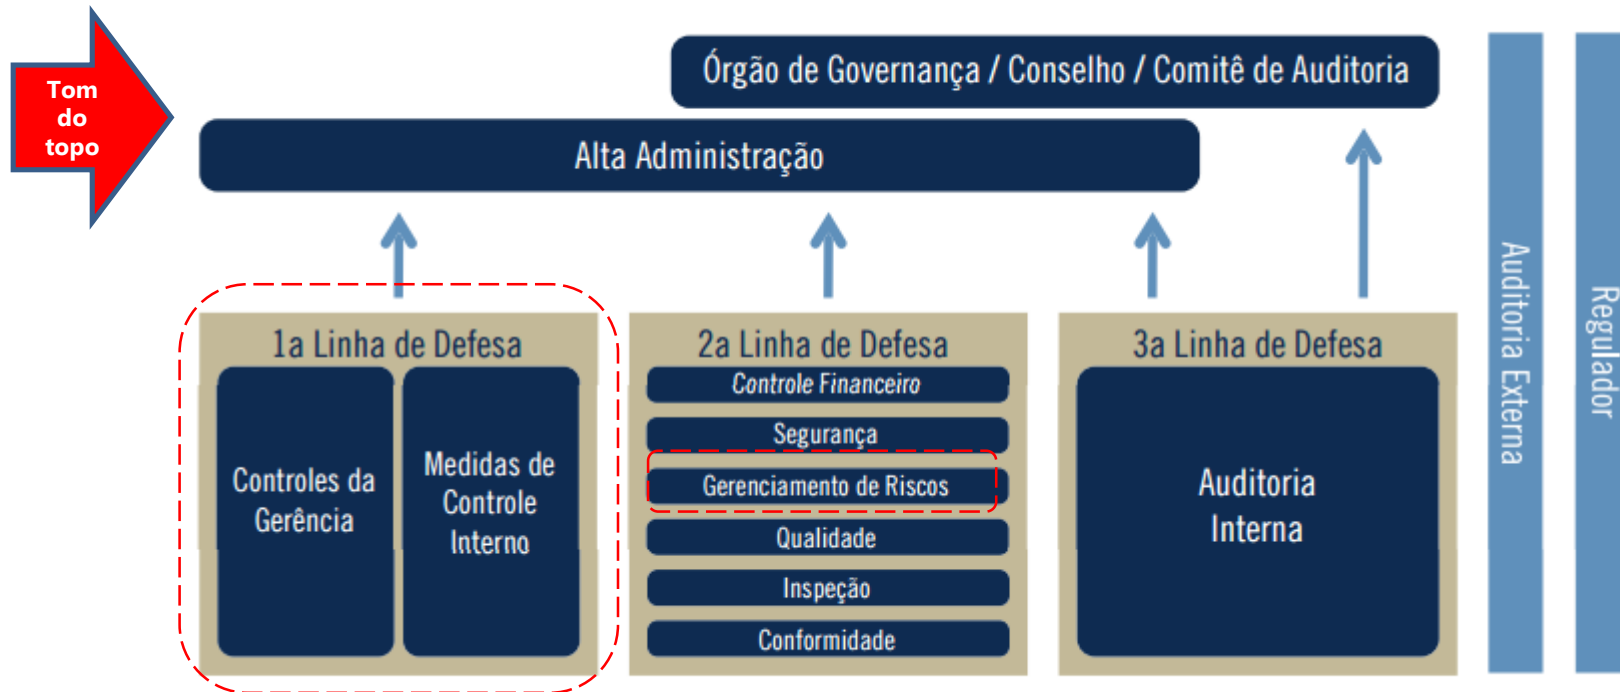 Tom
do
topo
Órgão de Governança / Conselho / Comitê de Auditoria
Alta Administração
1a Linha de Defesa
Controles da
Gerência
Medidas de
Controle
Interno
2a Linha de Defesa
Controle Financeiro
Segurança
Gerenciamento de Riscos
Qualidade
Inspeção
Conformidade
3a Linha de Defesa
Auditoria
Interna
Auditoria Externa
Regulador